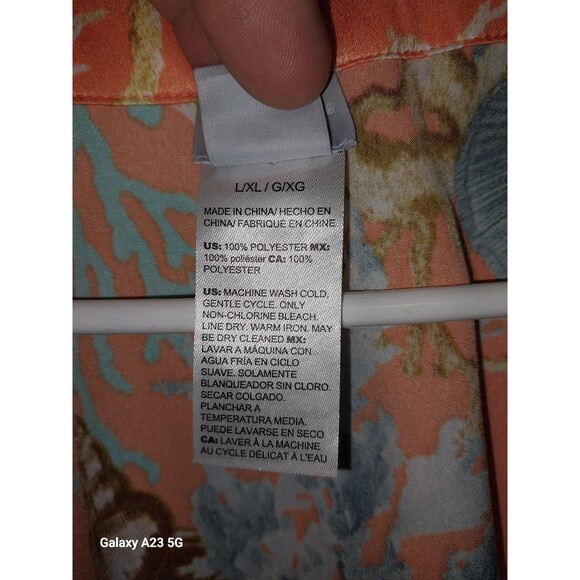 L/XL / G/XG
MADE IN CHINA/ HECHO EN
CHINA/ FABRIQUÉ EN CHINE
US: 100% POLYESTER MX:
100% poliéster CA: 100%
POLYESTER
US: MACHINE WASH COLD,
GENTLE CYCLE. ONLY
NON-CHLORINE BLEACH.
LINE DRY. WARM IRON. MAY
BE DRY CLEANED MX:
LAVAR A MÁQUINA CON
AGUA FRÍA EN CICLO
SUAVE. SOLAMENTE
BLANQUEADOR SIN CLORO.
SECAR COLGADO.
PLANCHAR A
TEMPERATURA MEDIA.
PUEDE LAVARSE EN SECO
CA: LAVER À LA MACHINE
AU CYCLE DÉLICAT À L'EAU
Galaxy A23 5G